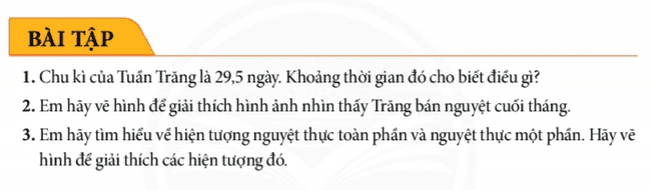 BÀI TẬP
1. Chu kì của Tuần Trăng là 29,5 ngày. Khoảng thời gian đó cho biết điều gì?
2. Em hãy vẽ hình để giải thích hình ảnh nhìn thấy Trăng bán nguyệt cuối tháng.
3. Em hãy tìm hiểu về hiện tượng nguyệt thực toàn phần và nguyệt thực một phần. Hãy vẽ
hình để giải thích các hiện tượng đó.